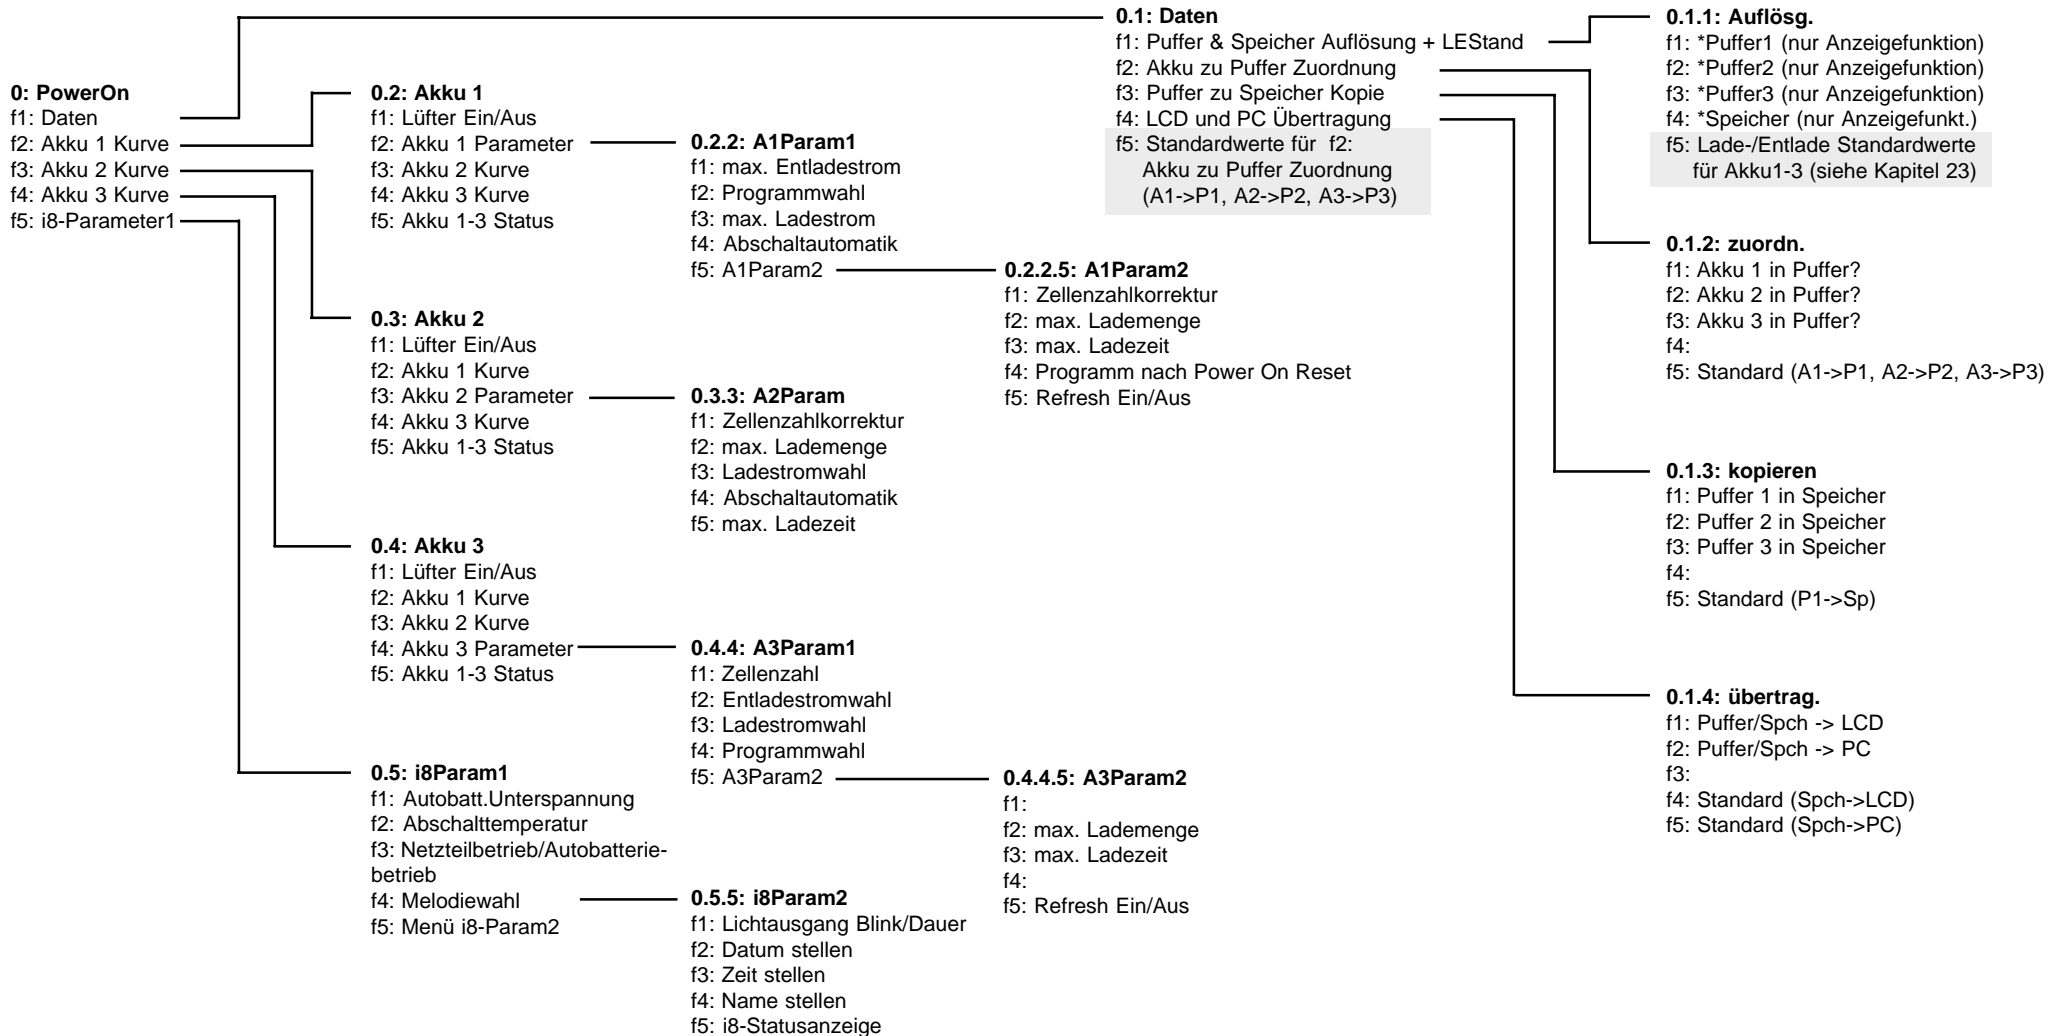 0: PowerOn
f1: Daten
f2: Akku 1 Kurve
f3: Akku 2 Kurve
f4: Akku 3 Kurve
f5: i8-Parameter1
0.2: Akku 1
f1: Lüfter Ein/Aus
f2: Akku 1 Parameter
f3: Akku 2 Kurve
f4: Akku 3 Kurve
f5: Akku 1-3 Status
0.3: Akku 2
f1: Lüfter Ein/Aus
f2: Akku 1 Kurve
f3: Akku 2 Parameter
f4: Akku 3 Kurve
f5: Akku 1-3 Status
0.4: Akku 3
f1: Lüfter Ein/Aus
f2: Akku 1 Kurve
f3: Akku 2 Kurve
f4: Akku 3 Parameter
f5: Akku 1-3 Status
0.5: i8Param1
f1: Autobatt.Unterspannung
f2: Abschalttemperatur
f3: Netzteilbetrieb/Autobatterie-
betrieb
f4: Melodiewahl
f5: Menü i8-Param2
0.2.2: A1Param1
f1: max. Entladestrom
f2: Programmwahl
f3: max. Ladestrom
f4: Abschaltautomatik
f5: A1Param2
0.3.3: A2Param
f1: Zellenzahlkorrektur
f2: max. Lademenge
f3: Ladestromwahl
f4: Abschaltautomatik
f5: max. Ladezeit
0.4.4: A3Param1
f1: Zellenzahl
f2: Entladestromwahl
f3: Ladestromwahl
f4: Programmwahl
f5: A3Param2
0.5.5: i8Param2
f1: Lichtausgang Blink/Dauer
f2: Datum stellen
f3: Zeit stellen
f4: Name stellen
f5: i8-Statusanzeige
0.2.2.5: A1Param2
f1: Zellenzahlkorrektur
f2: max. Lademenge
f3: max. Ladezeit
f4: Programm nach Power On Reset
f5: Refresh Ein/Aus
0.4.4.5: A3Param2
f1:
f2: max. Lademenge
f3: max. Ladezeit
f4:
f5: Refresh Ein/Aus
0.1: Daten
f1: Puffer & Speicher Auflösung + LEStand
f2: Akku zu Puffer Zuordnung
f3: Puffer zu Speicher Kopie
f4: LCD und PC Übertragung
f5: Standardwerte für f2:
Akku zu Puffer Zuordnung
(A1->P1, A2->P2, A3->P3)
0.1.1: Auflösg.
f1: *Puffer1 (nur Anzeigefunktion)
f2: *Puffer2 (nur Anzeigefunktion)
f3: *Puffer3 (nur Anzeigefunktion)
f4: *Speicher (nur Anzeigefunkt.)
f5: Lade-/Entlade Standardwerte
für Akku1-3 (siehe Kapitel 23)
0.1.2: zuordn.
f1: Akku 1 in Puffer?
f2: Akku 2 in Puffer?
f3: Akku 3 in Puffer?
f4:
f5: Standard (A1->P1, A2->P2, A3->P3)
0.1.3: kopieren
f1: Puffer 1 in Speicher
f2: Puffer 2 in Speicher
f3: Puffer 3 in Speicher
f4:
f5: Standard (P1->Sp)
0.1.4: übertrag.
f1: Puffer/Spch -> LCD
f2: Puffer/Spch -> PC
f3:
f4: Standard (Spch->LCD)
f5: Standard (Spch->PC)